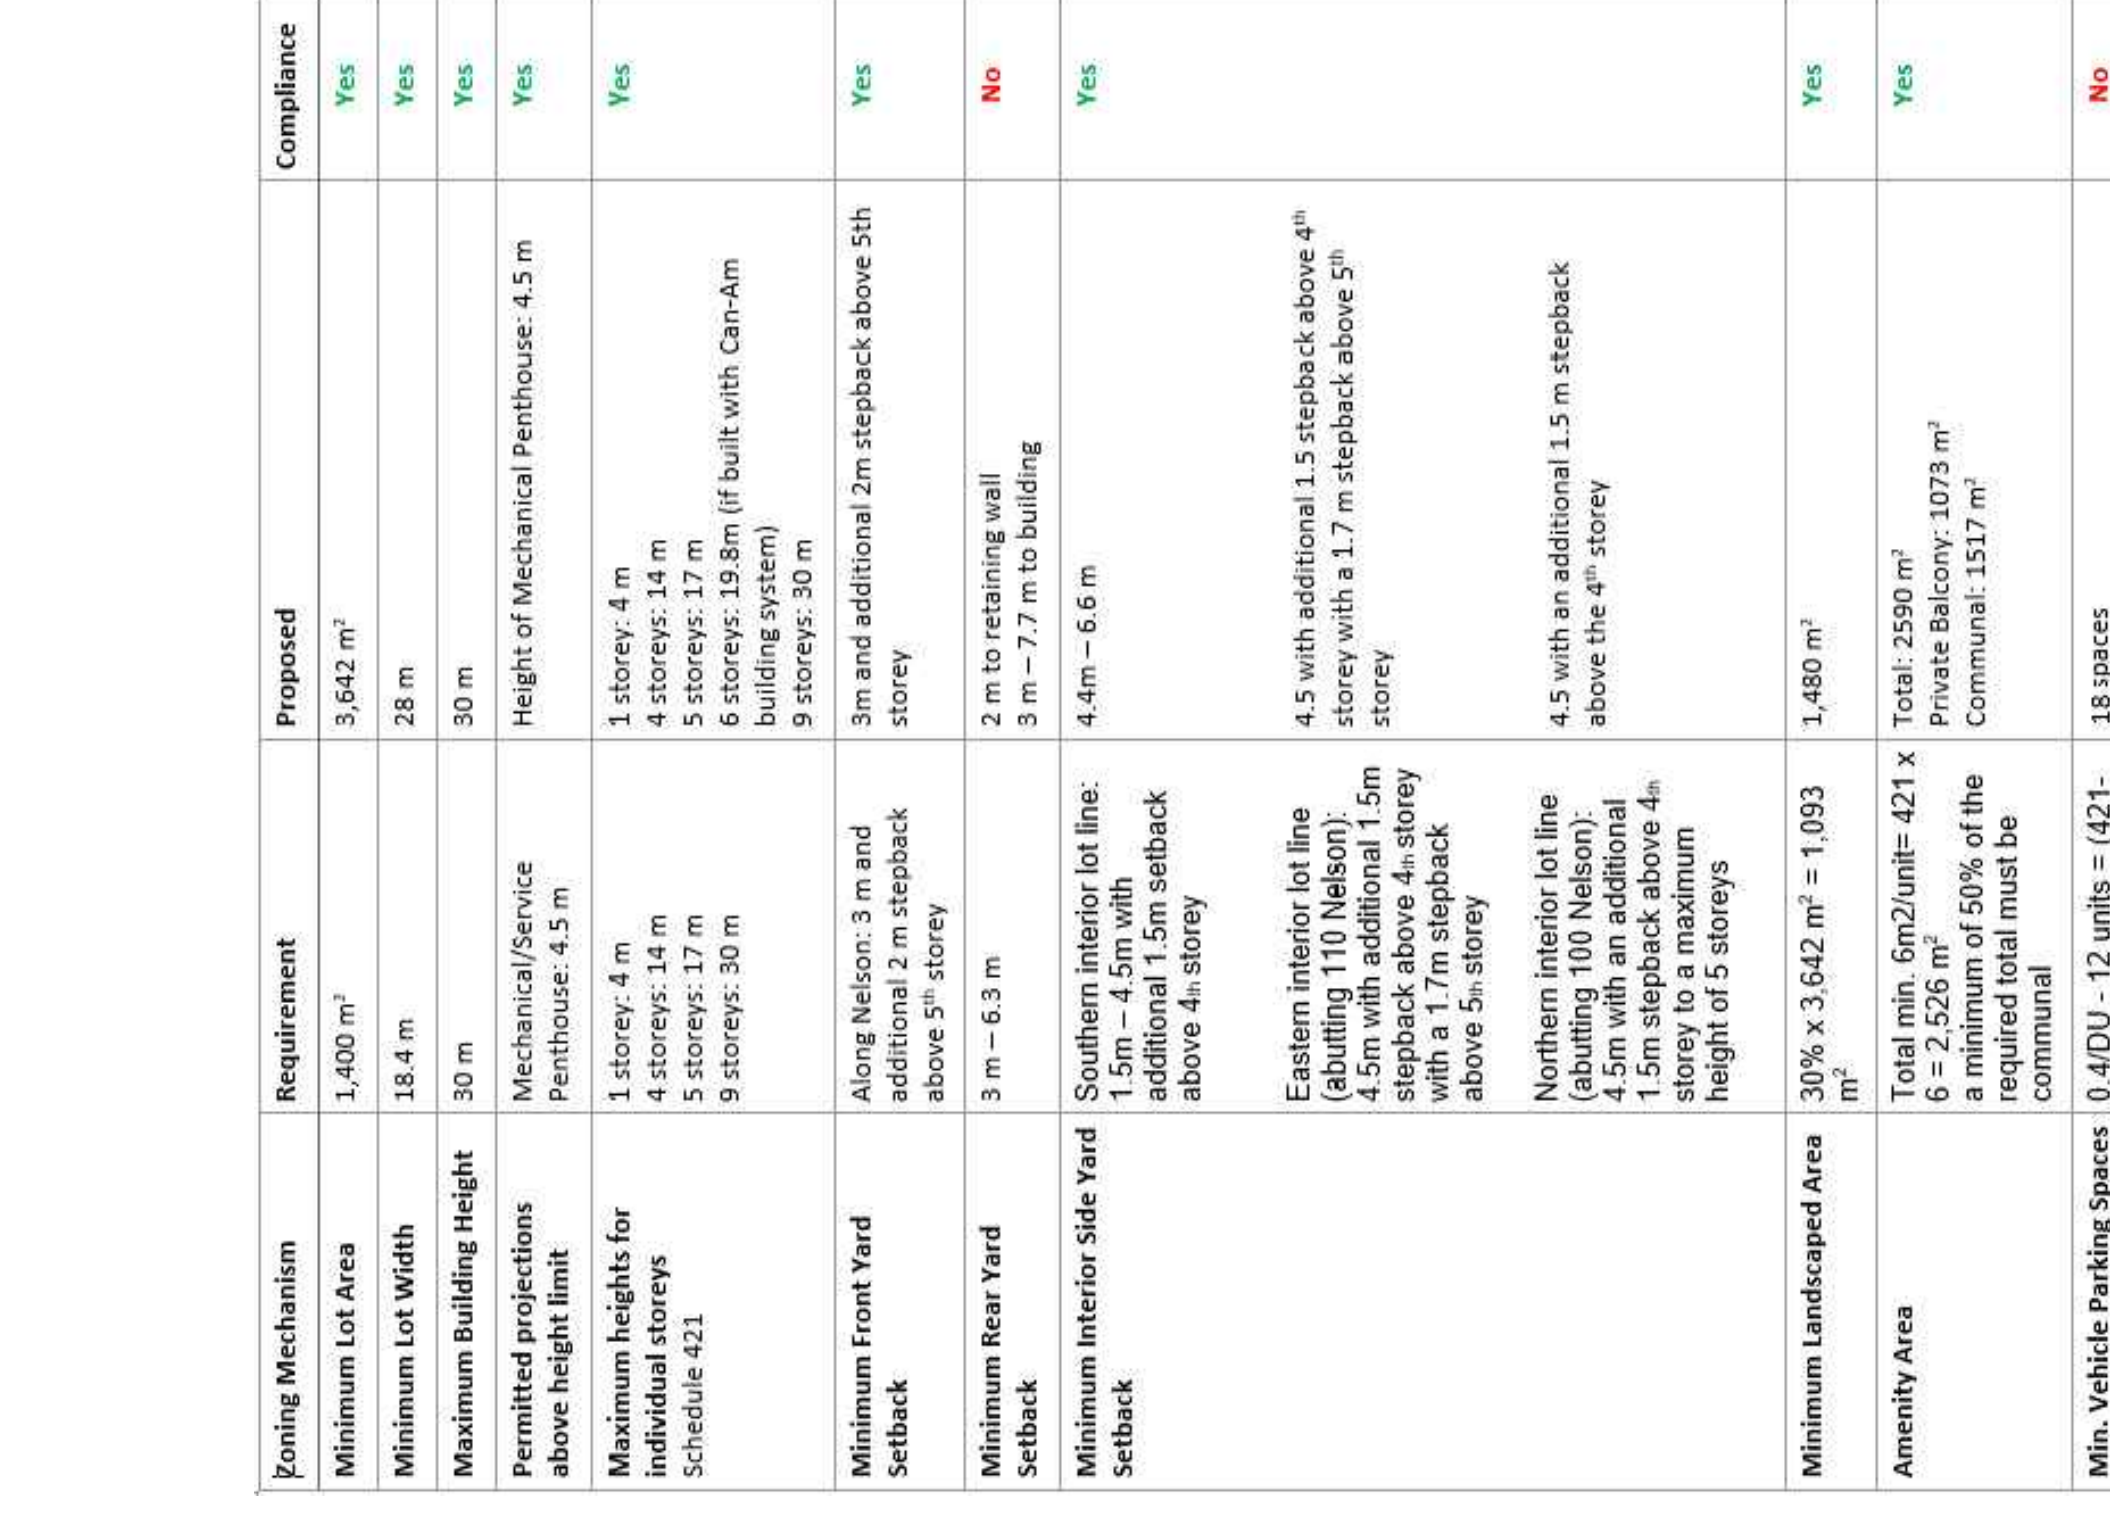 Zoning Mechanism
Requirement
Proposed
Compliance
Minimum Lot Area
1,400 m²
3,642 m²
Yes
Minimum Lot Width
18.4 m
28 m
Yes
Maximum Building Height
30 m
30 m
Yes
Permitted projections
above height limit
Mechanical/Service
Penthouse: 4.5 m
Height of Mechanical Penthouse: 4.5 m
Yes
Maximum heights for
individual storeys
Schedule 421
1 storey: 4 m
4 storeys: 14 m
5 storeys: 17 m
9 storeys: 30 m
1 storey: 4 m
4 storeys: 14 m
5 storeys: 17 m
6 storeys: 19.8m (if built with Can-Am
building system)
9 storeys: 30 m
Yes
Minimum Front Yard
Setback
Along Nelson: 3 m and
additional 2 m stepback
above 5th storey
3m and additional 2m stepback above 5th
storey
Yes
Minimum Rear Yard
Setback
3 m – 6.3 m
2 m to retaining wall
3 m – 7.7 m to building
No
Minimum Interior Side Yard
Setback
Southern interior lot line:
1.5m – 4.5m with
additional 1.5m setback
above 4th storey
4.4m – 6.6 m
Yes
Eastern interior lot line
(abutting 110 Nelson):
4.5m with additional 1.5m
stepback above 4th storey
with a 1.7m stepback
above 5th storey
4.5 with additional 1.5 stepback above 4th
storey with a 1.7 m stepback above 5th
storey
Northern interior lot line
(abutting 100 Nelson):
4.5m with an additional
1.5m stepback above 4th
storey to a maximum
height of 5 storeys
4.5 with an additional 1.5 m stepback
above the 4th storey
Minimum Landscaped Area
30% x 3,642 m² = 1,093
m²
1,480 m²
Yes
Amenity Area
Total min. 6m2/unit= 421 x
6 = 2,526 m²
a minimum of 50% of the
required total must be
communal
Total: 2590 m²
Private Balcony: 1073 m²
Communal: 1517 m²
Yes
Min. Vehicle Parking Spaces
0.4/DU - 12 units = (421-
18 spaces
No